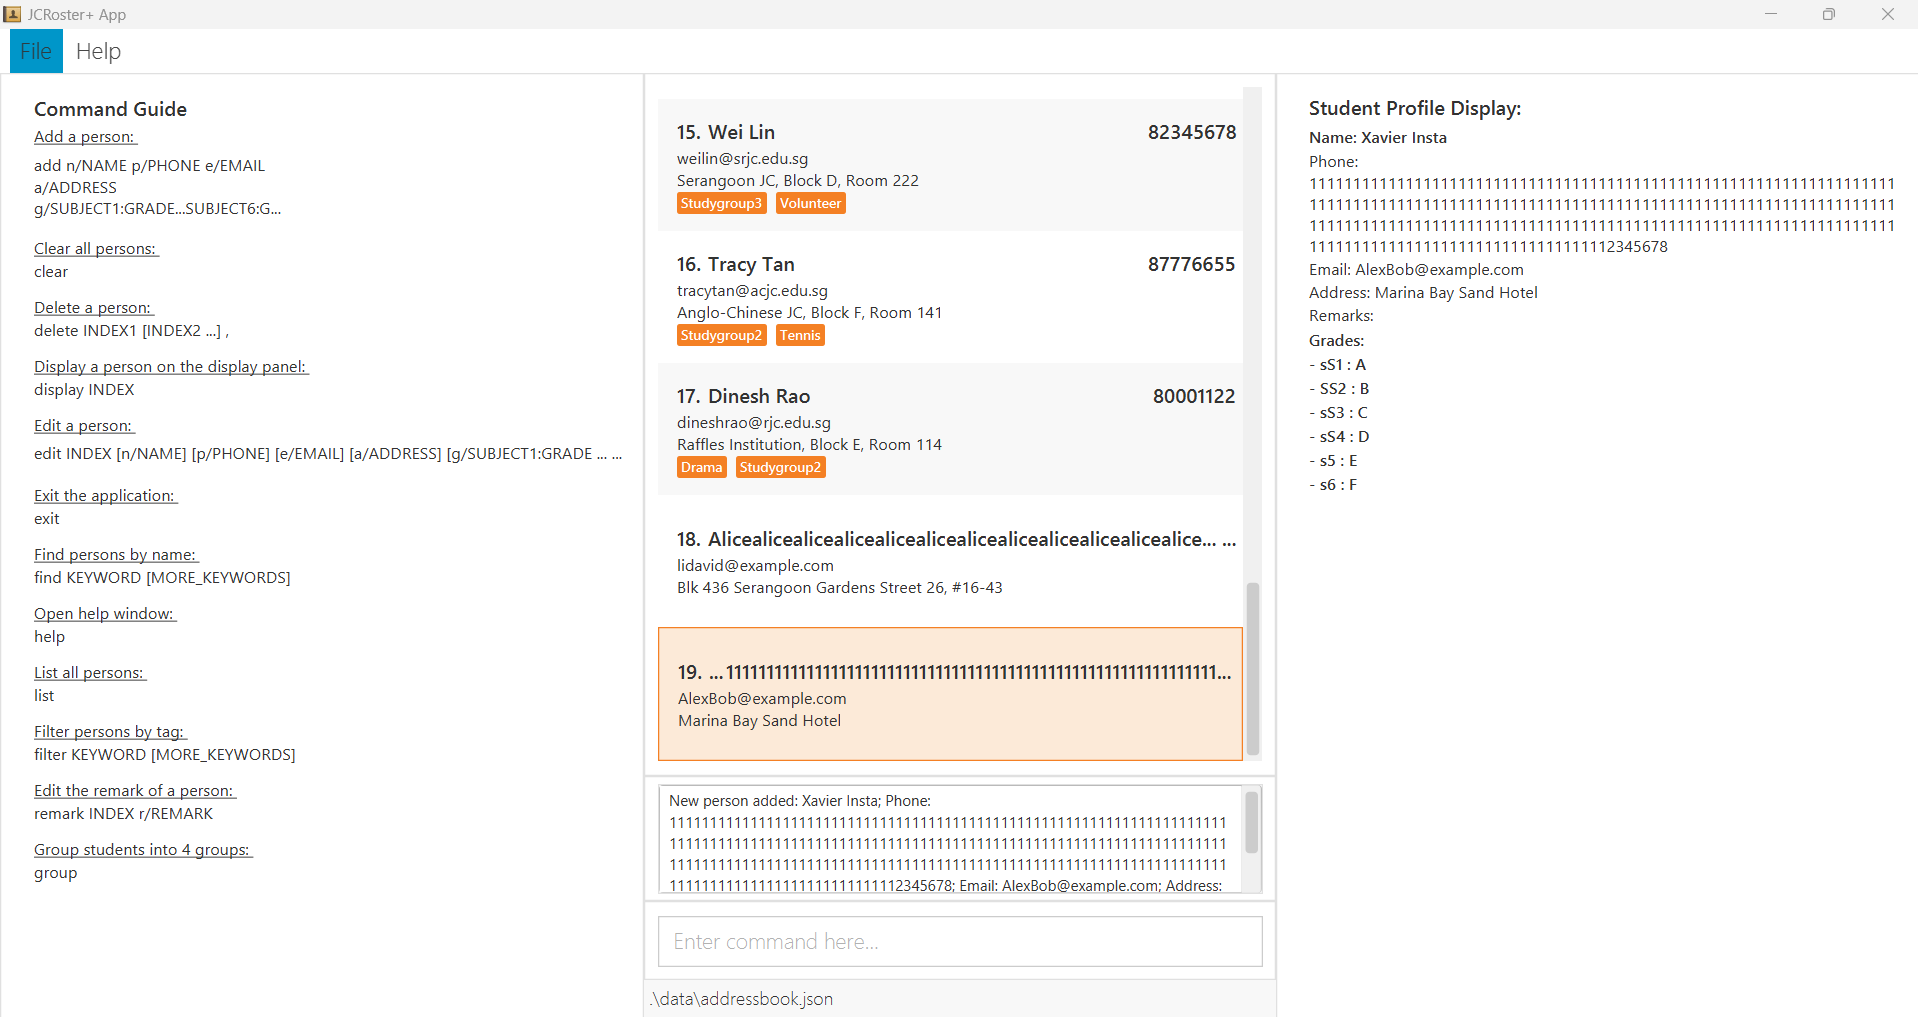 JCRoster+ App
File Help
Command Guide
Add a person:
add n/NAME p/PHONE e/EMAIL
a/ADDRESS
g/SUBJECT1:GRADE...SUBJECT6:G...
Clear all persons:
clear
Delete a person:
delete INDEX1 [INDEX2 ...] ,
Display a person on the display panel:
display INDEX
Edit a person:
edit INDEX [n/NAME] [p/PHONE] [e/EMAIL] [a/ADDRESS] [g/SUBJECT1:GRADE ... ...
Exit the application:
exit
Find persons by name:
find KEYWORD [MORE_KEYWORDS]
Open help window:
help
List all persons:
list
Filter persons by tag:
filter KEYWORD [MORE_KEYWORDS]
Edit the remark of a person:
remark INDEX r/REMARK
Group students into 4 groups:
group
15. Wei Lin 82345678
weilin@srjc.edu.sg
Serangoon JC, Block D, Room 222
Studygroup3 Volunteer
16. Tracy Tan 87776655
tracytan@acjc.edu.sg
Anglo-Chinese JC, Block F, Room 141
Studygroup2 Tennis
17. Dinesh Rao 80001122
dineshrao@rjc.edu.sg
Raffles Institution, Block E, Room 114
Drama Studygroup2
18. Alicealicealicealicealicealicealicealicealicealicealicealice... ...
lidavid@example.com
Blk 436 Serangoon Gardens Street 26, #16-43
19. ...
AlexBob@example.com
Marina Bay Sand Hotel
New person added: Xavier Insta; Phone:
Email: AlexBob@example.com; Address:
Enter command here...
.\data\addressbook.json
Student Profile Display:
Name: Xavier Insta
Phone:
Email: AlexBob@example.com
Address: Marina Bay Sand Hotel
Remarks:
Grades:
- sS1 : A
- SS2 : B
- sS3 : C
- sS4 : D
- s5 : E
- s6 : F